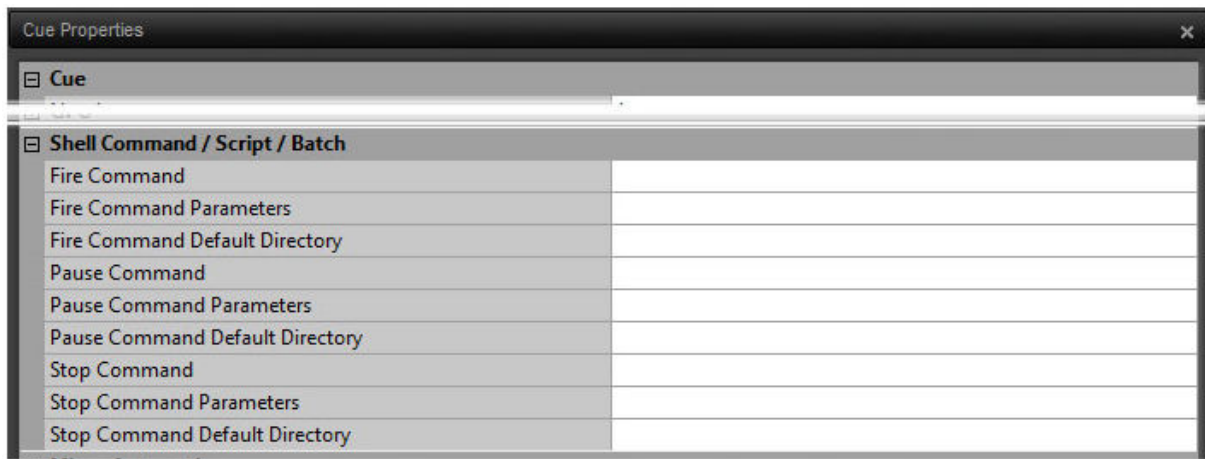 Cue Properties
Cue
Shell Command / Script / Batch
Fire Command
Fire Command Parameters
Fire Command Default Directory
Pause Command
Pause Command Parameters
Pause Command Default Directory
Stop Command
Stop Command Parameters
Stop Command Default Directory